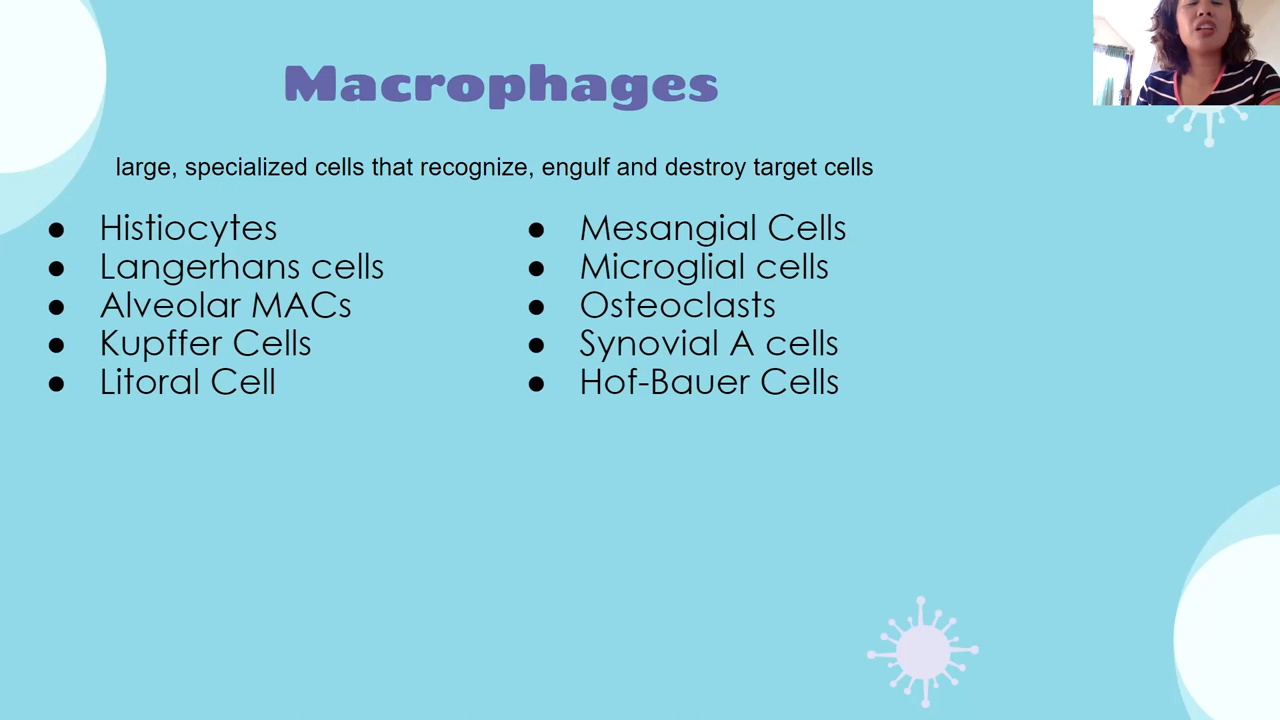 Macrophages
large, specialized cells that recognize, engulf and destroy target cells
● Histiocytes
● Langerhans cells
● Alveolar MACs
● Kupffer Cells
● Litoral Cell
● Mesangial Cells
● Microglial cells
● Osteoclasts
● Synovial A cells
● Hof-Bauer Cells